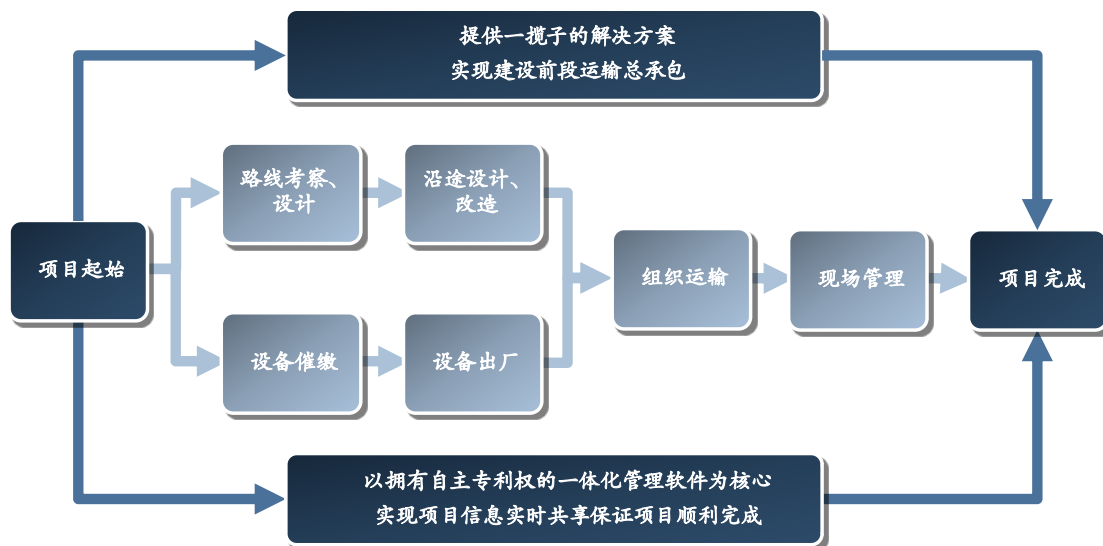 提供一揽子的解决方案
实现建设前段运输总承包
路线考察、
设计
沿途设计、
改造
项目起始
组织运输
现场管理
项目完成
设备催缴
设备出厂
以拥有自主专利权的一体化管理软件为核心
实现项目信息实时共享保证项目顺利完成